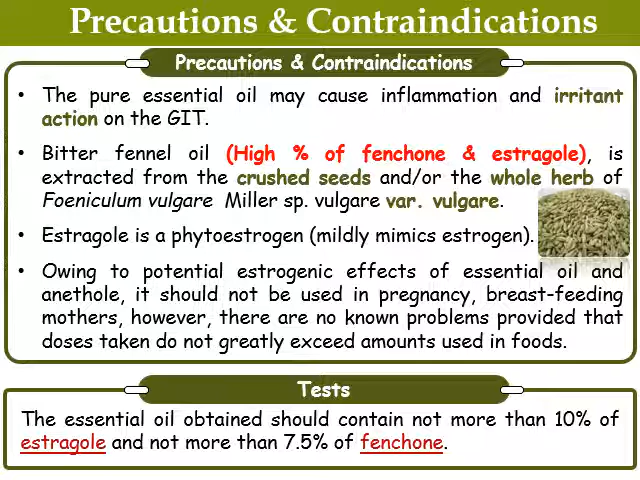 Precautions & Contraindications
Precautions & Contraindications
• The pure essential oil may cause inflammation and irritant
action on the GIT.
• Bitter fennel oil (High % of fenchone & estragole), is
extracted from the crushed seeds and/or the whole herb of
Foeniculum vulgare Miller sp. vulgare var. vulgare.
• Estragole is a phytoestrogen (mildly mimics estrogen).
• Owing to potential estrogenic effects of essential oil and
anethole, it should not be used in pregnancy, breast-feeding
mothers, however, there are no known problems provided that
doses taken do not greatly exceed amounts used in foods.
Tests
The essential oil obtained should contain not more than 10% of
estragole and not more than 7.5% of fenchone.